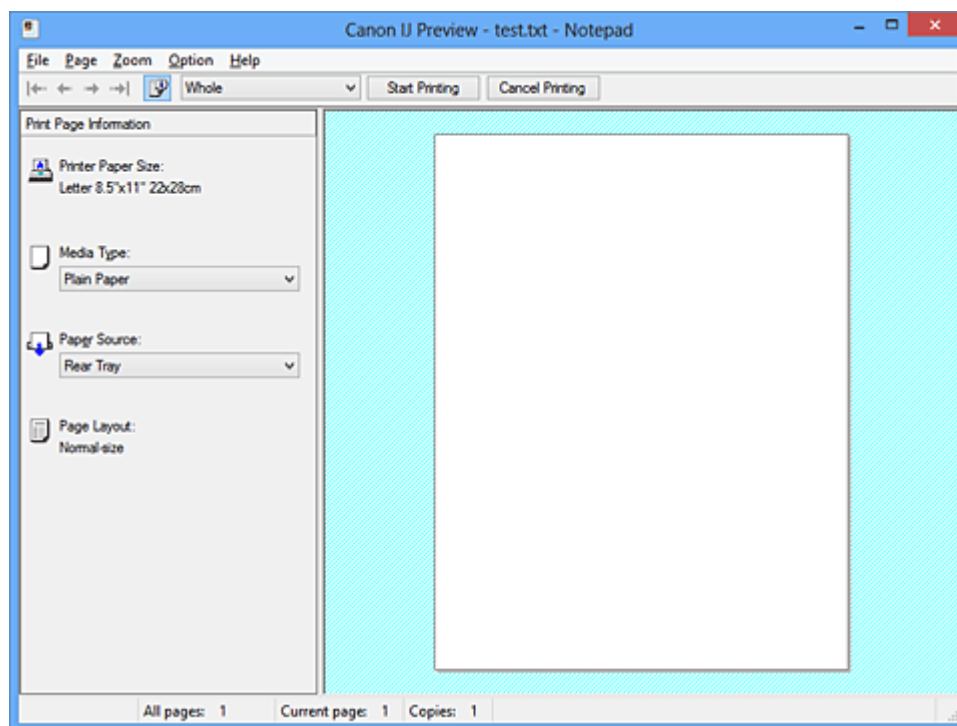 Canon IJ Preview - test.txt - Notepad
File Page Zoom Option Help
Whole Start Printing Cancel Printing
Print Page Information
Printer Paper Size:
Letter 8.5"x11" 22x28cm
Media Type:
Plain Paper
Paper Source:
Rear Tray
Page Layout:
Normal-size
All pages: 1 Current page: 1 Copies: 1